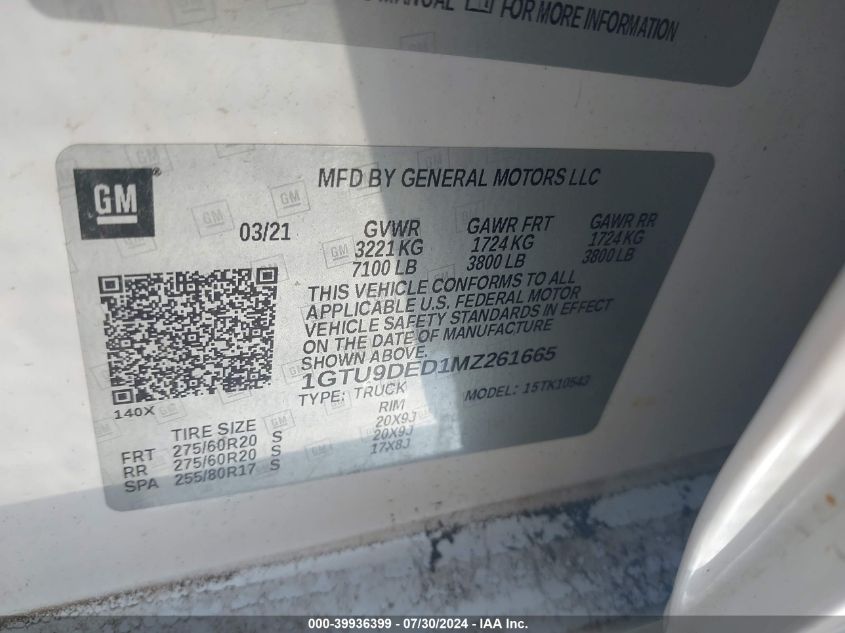 MANUAL FOR MORE INFORMATION
GM
MFD BY GENERAL MOTORS LLC
03/21 GVWR GAWR FRT GAWR RR
3221 KG 1724 KG 1724 KG
7100 LB 3800 LB 3800 LB
THIS VEHICLE CONFORMS TO ALL
APPLICABLE U.S. FEDERAL MOTOR
VEHICLE SAFETY STANDARDS IN EFFECT
ON THE DATE OF MANUFACTURE
SHOWN ABOVE.
1GTU9DED1MZ261665
TYPE: TRUCK MODEL: 15TK10543
140X
TIRE SIZE RIM
FRT 275/60R20 S 20X9J
RR 275/60R20 S 20X9J
SPA 255/80R17 S 17X8J
000-39936399 / 07/30/2024 - IAA Inc.